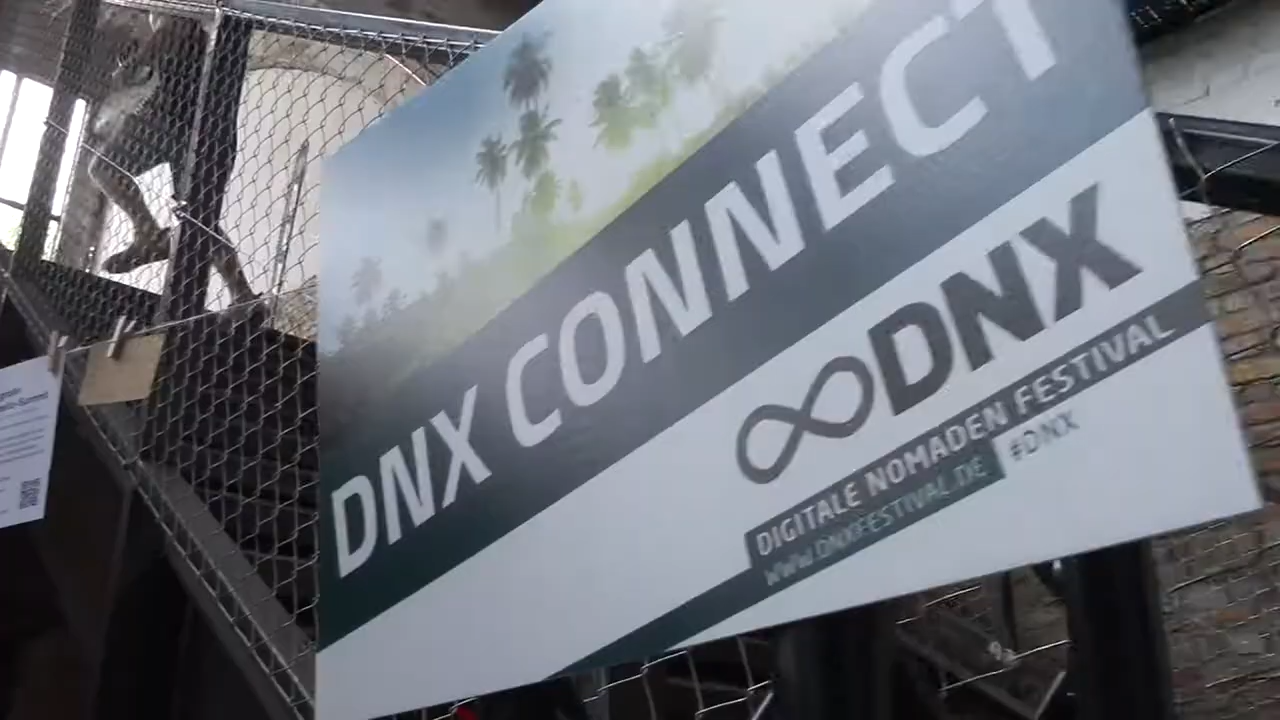 DNX CONNECT
DNX
DIGITALE NOMADEN FESTIVAL
WWW.DNXFESTIVAL.DE
#DNX